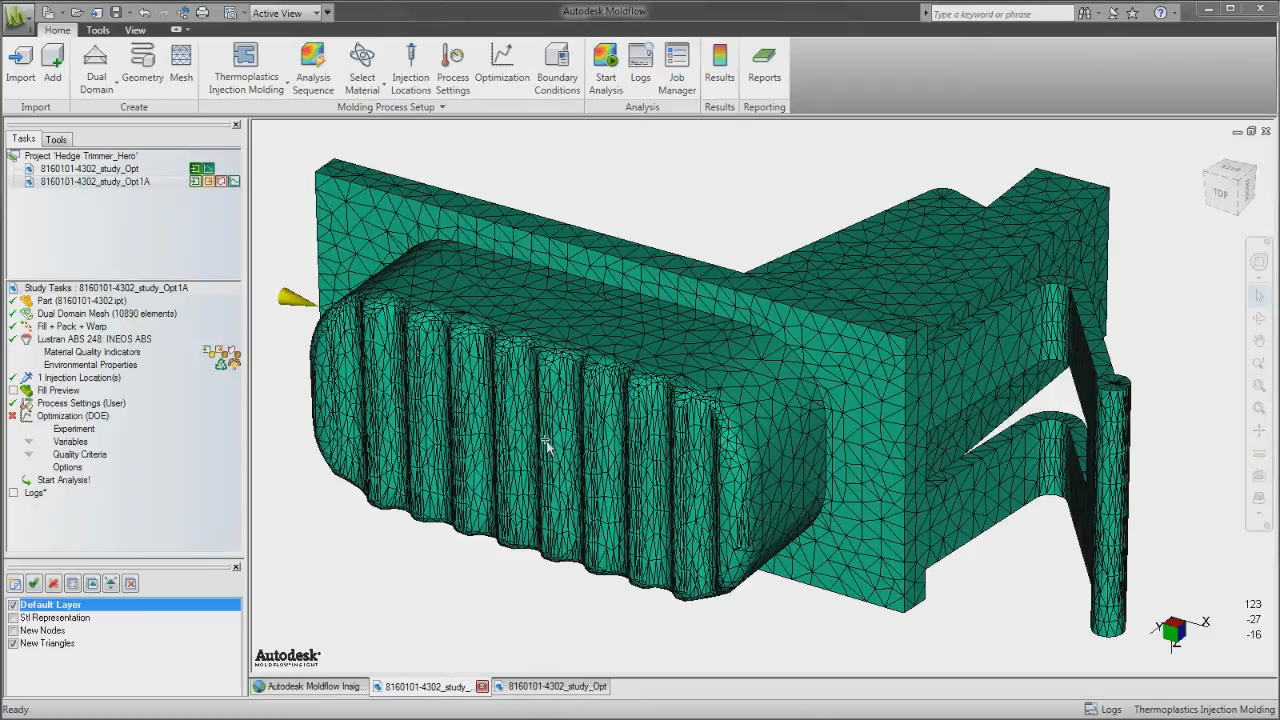 Active View
Autodesk Moldflow
Type a keyword or phrase
Home Tools View
Import Add Dual Domain Geometry Mesh Thermoplastics Injection Molding Analysis Sequence Select Material Injection Locations Process Settings Optimization Boundary Conditions Start Analysis Logs Job Manager Results Reports
Import Create Molding Process Setup Analysis Results Reporting
Tasks Tools
Project 'Hedge Trimmer_Hero'
8160101-4302_study_Opt
8160101-4302_study_Opt1A
TOP
Study Tasks : 8160101-4302_study_Opt1A
Part (8160101-4302.ipt)
Dual Domain Mesh (10890 elements)
Fill + Pack + Warp
Lustran ABS 248: INEOS ABS
Material Quality Indicators
Environmental Properties
1 Injection Location(s)
Fill Preview
Process Settings (User)
Optimization (DOE)
Experiment
Variables
Quality Criteria
Options
Start Analysis!
Logs*
Default Layer
Stl Representation
New Nodes
New Triangles
123
-27
-16
X
Y
Z
Autodesk
MOLDFLOW INSIGHT
Autodesk Moldflow Insig...
8160101-4302_study_...
8160101-4302_study_Opt
Ready
Logs
Thermoplastics Injection Molding